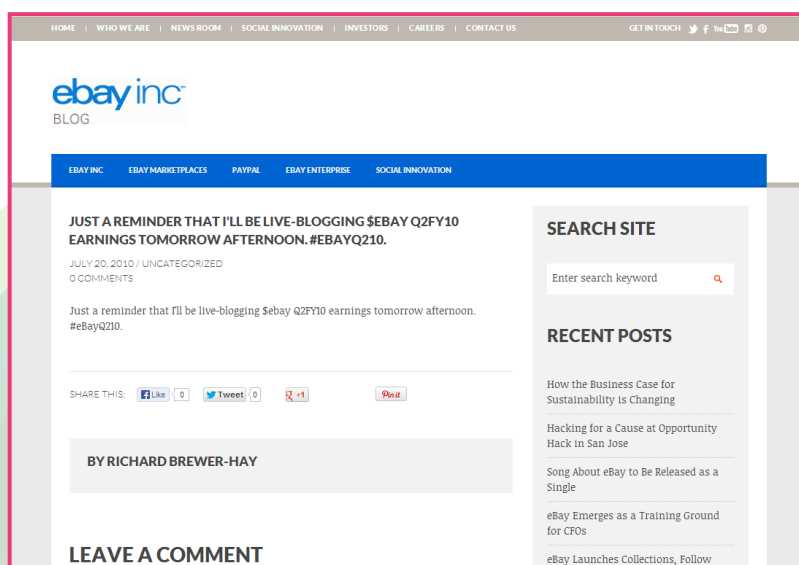 HOME | WHO WE ARE | NEWS ROOM | SOCIAL INNOVATION | INVESTORS | CAREERS | CONTACT US
GET IN TOUCH
You Tube
ebay inc
BLOG
EBAY INC EBAY MARKETPLACES PAYPAL EBAY ENTERPRISE SOCIAL INNOVATION
JUST A REMINDER THAT I'LL BE LIVE-BLOGGING $EBAY Q2FY10
EARNINGS TOMORROW AFTERNOON. #EBAYQ210.
JULY 20, 2010 / UNCATEGORIZED
0 COMMENTS
Just a reminder that I'll be live-blogging $ebay Q2FY10 earnings tomorrow afternoon.
#eBayQ210.
SHARE THIS: Like 0 Tweet 0 +1 Pin it
BY RICHARD BREWER-HAY
LEAVE A COMMENT
SEARCH SITE
Enter search keyword
RECENT POSTS
How the Business Case for
Sustainability is Changing
Hacking for a Cause at Opportunity
Hack in San Jose
Song About eBay to Be Released as a
Single
eBay Emerges as a Training Ground
for CFOs
eBay Launches Collections, Follow